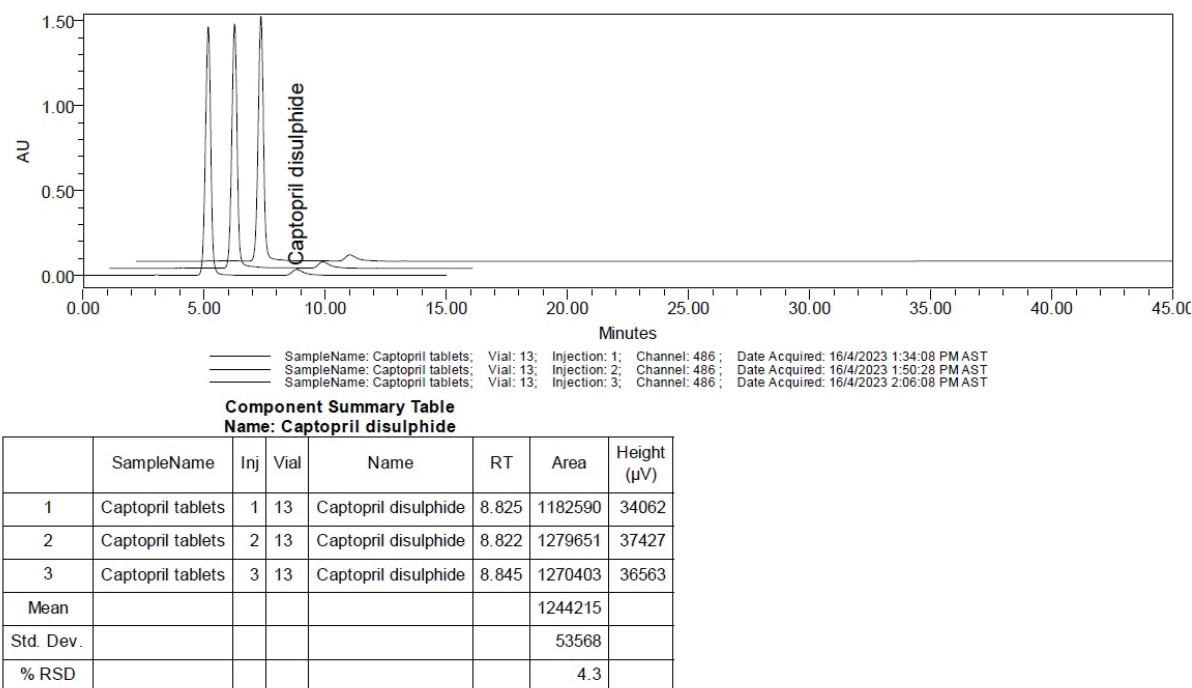 1.50
1.00
0.50
0.00
AU
Captopril disulphide
0.00 5.00 10.00 15.00 20.00 25.00 30.00 35.00 40.00 45.00
Minutes
SampleName: Captopril tablets; Vial: 13; Injection: 1; Channel: 486 ; Date Acquired: 16/4/2023 1:34:08 PM AST
SampleName: Captopril tablets; Vial: 13; Injection: 2; Channel: 486 ; Date Acquired: 16/4/2023 1:50:28 PM AST
SampleName: Captopril tablets; Vial: 13; Injection: 3; Channel: 486 ; Date Acquired: 16/4/2023 2:06:08 PM AST
Component Summary Table
Name: Captopril disulphide
SampleName Inj Vial Name RT Area Height (µV)
1 Captopril tablets 1 13 Captopril disulphide 8.825 1182590 34062
2 Captopril tablets 2 13 Captopril disulphide 8.822 1279651 37427
3 Captopril tablets 3 13 Captopril disulphide 8.845 1270403 36563
Mean 1244215
Std. Dev. 53568
% RSD 4.3